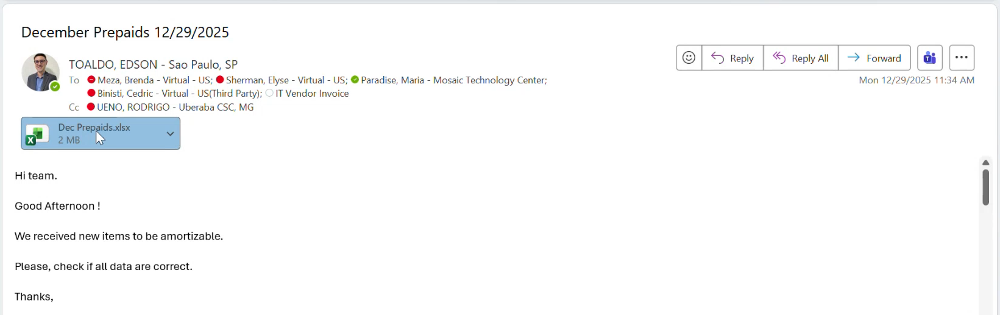 December Prepaids 12/29/2025
TOALDO, EDSON - Sao Paulo, SP
Reply
Reply All
Forward
To Meza, Brenda - Virtual - US; Sherman, Elyse - Virtual - US; Paradise, Maria - Mosaic Technology Center;
Mon 12/29/2025 11:34 AM
Binisti, Cedric - Virtual - US(Third Party); IT Vendor Invoice
Cc UENO, RODRIGO - Uberaba CSC, MG
Dec Prepaids.xlsx
2 MB
Hi team.
Good Afternoon !
We received new items to be amortizable.
Please, check if all data are correct.
Thanks,